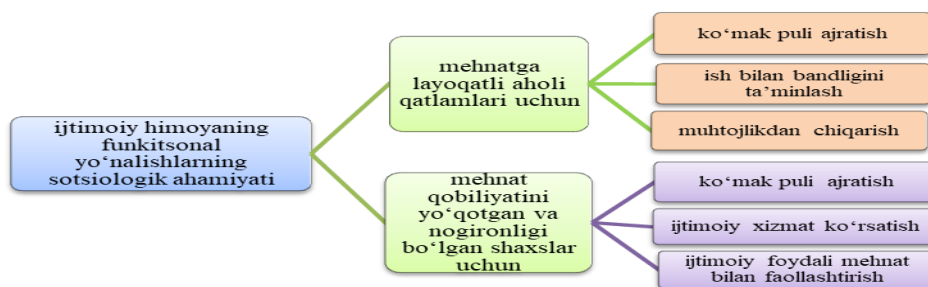 ijtimoiy himoyaning
funkitsonal
yo‘nalishlarning
sotsiologik ahamiyati
mehnatga
layoqatli aholi
qatlamlari uchun
ko‘mak puli ajratish
ish bilan bandligini
ta’minlash
muhtojlikdan chiqarish
mehnat
qobiliyatini
yo‘qotgan va
nogironligi
bo‘lgan shaxslar
uchun
ko‘mak puli ajratish
ijtimoiy xizmat ko‘rsatish
ijtimoiy foydali mehnat
bilan faollashtirish